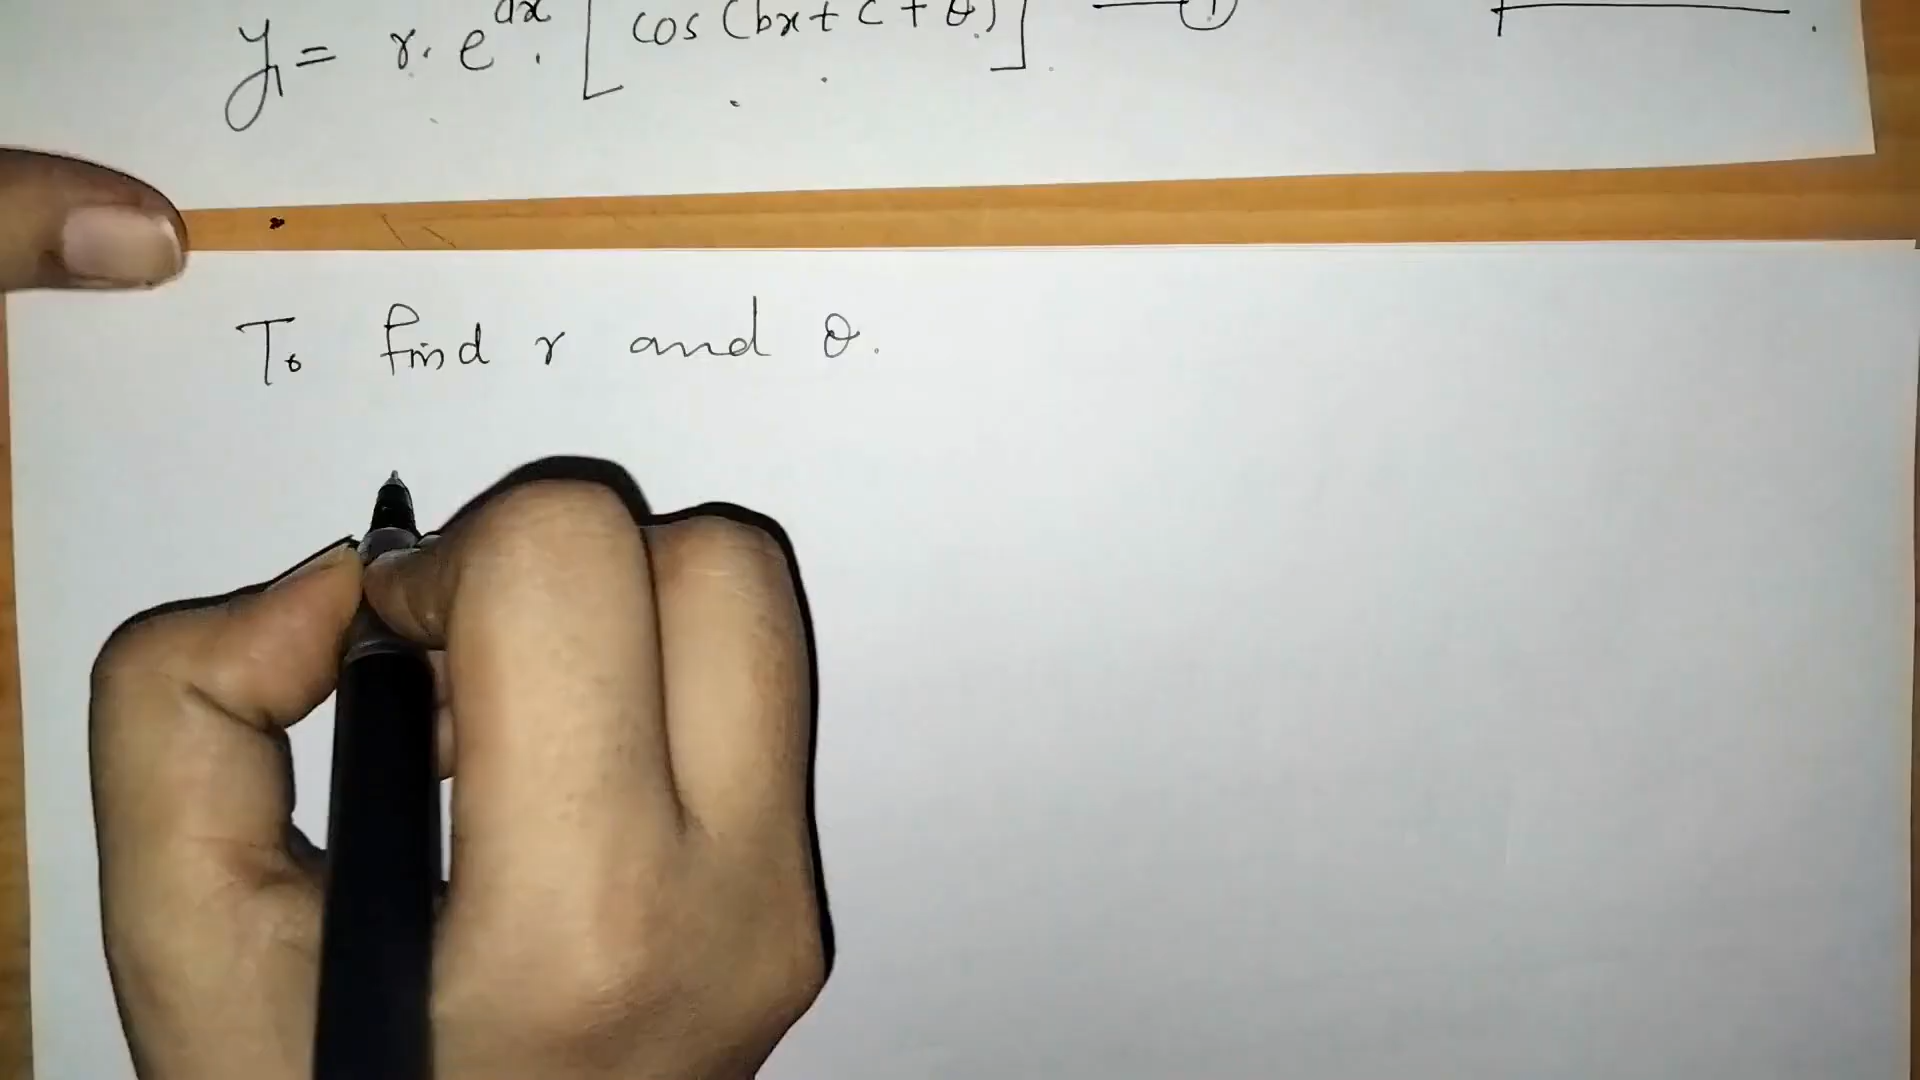 y₁ = r. e^{ax}. [ cos (bx + c + θ) ] — ①
To find r and θ.